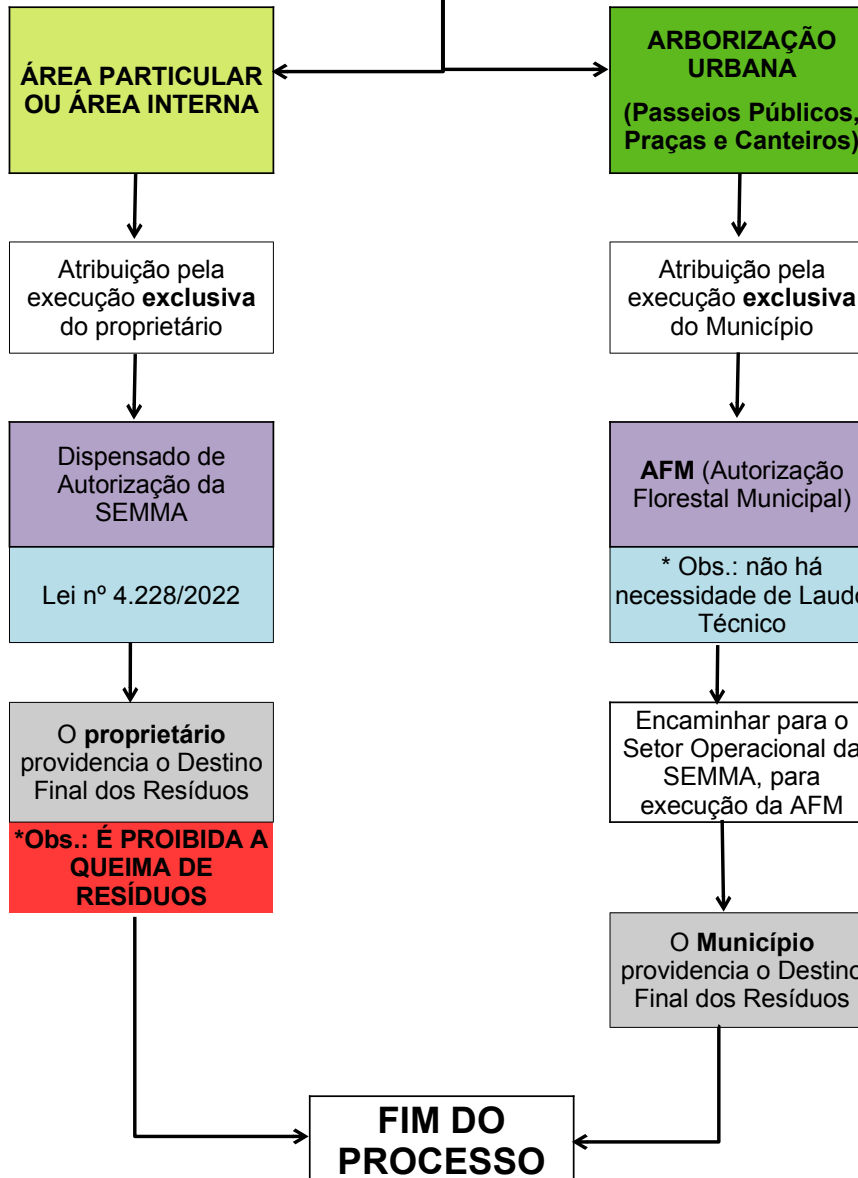 ÁREA PARTICULAR
OU ÁREA INTERNA
Atribuição pela
execução exclusiva
do proprietário
Dispensado de
Autorização da
SEMMA
Lei nº 4.228/2022
O proprietário
providencia o Destino
Final dos Resíduos
*Obs.: É PROIBIDA A
QUEIMA DE
RESÍDUOS
ARBORIZAÇÃO
URBANA
(Passeios Públicos,
Praças e Canteiros)
Atribuição pela
execução exclusiva
do Município
AFM (Autorização
Florestal Municipal)
* Obs.: não há
necessidade de Laudo
Técnico
Encaminhar para o
Setor Operacional da
SEMMA, para
execução da AFM
O Município
providencia o Destino
Final dos Resíduos
FIM DO
PROCESSO